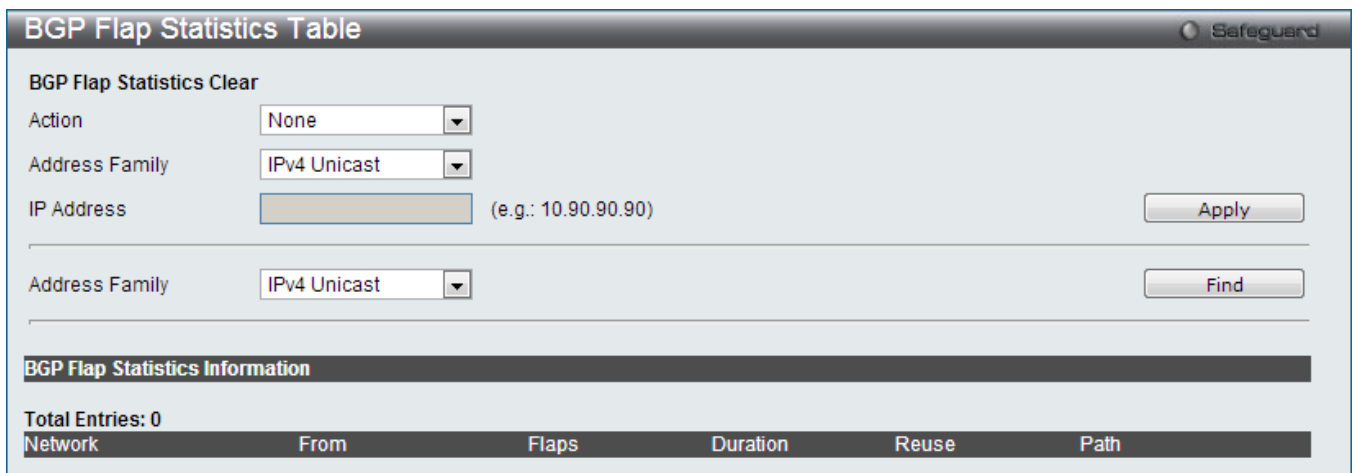 BGP Flap Statistics Table
Safeguard
BGP Flap Statistics Clear
Action None
Address Family IPv4 Unicast
IP Address (e.g.: 10.90.90.90) Apply
Address Family IPv4 Unicast Find
BGP Flap Statistics Information
Total Entries: 0
Network From Flaps Duration Reuse Path